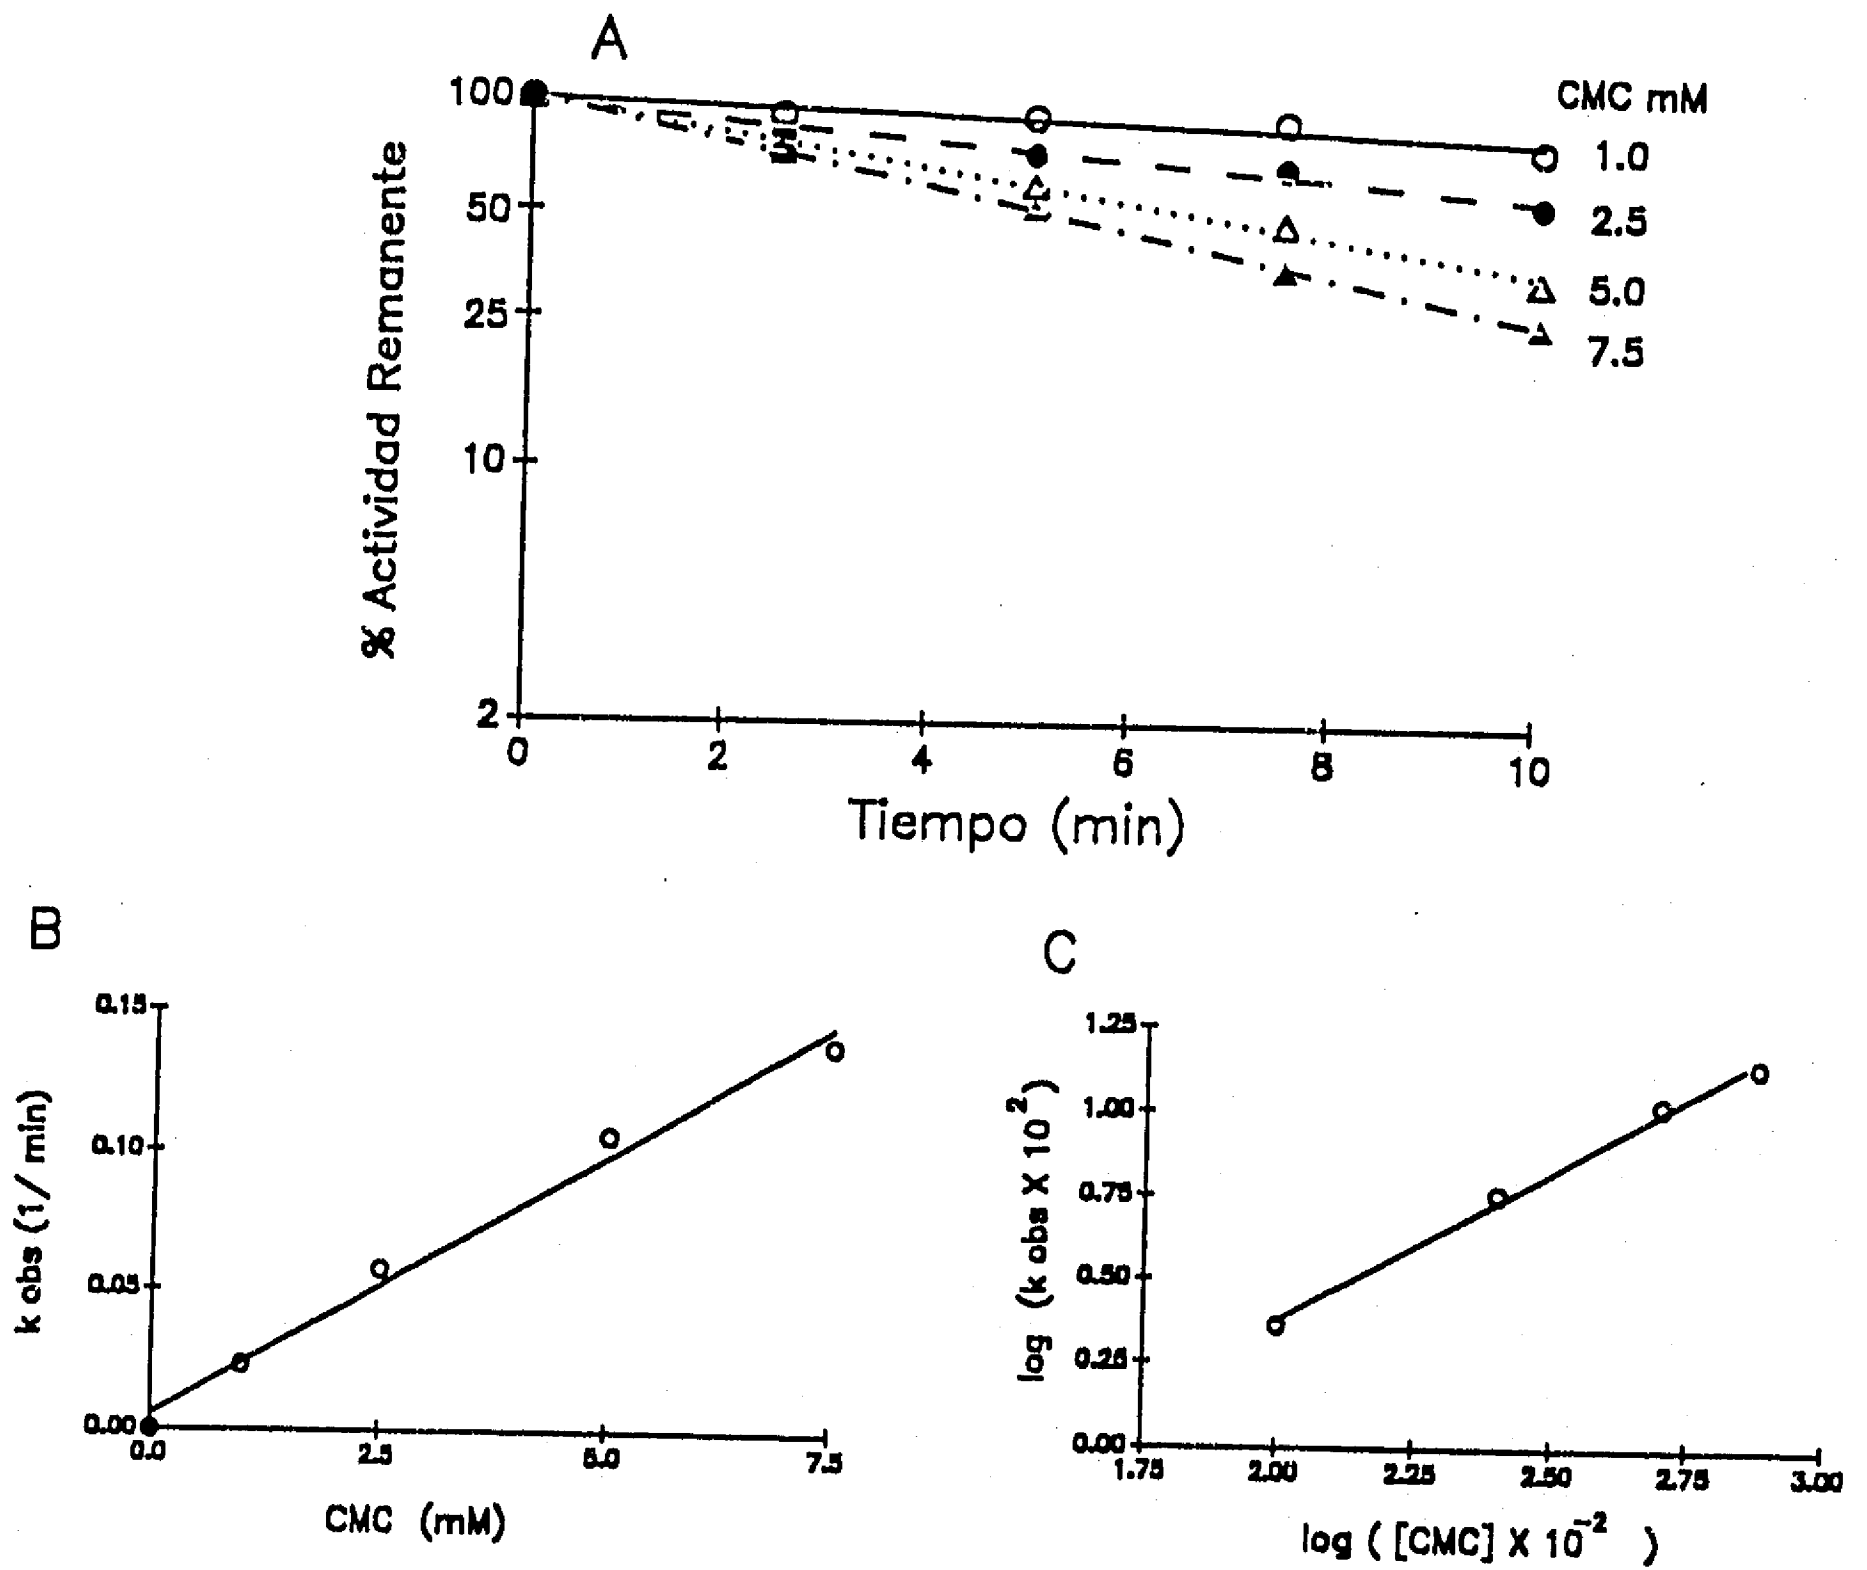 A
CMC mM
100
1.0
50
2.5
25
5.0
7.5
10
2
% Actividad Remanente
0 2 4 6 8 10
Tiempo (min)
B
0.15
0.10
0.05
0.00
k obs (1/ min)
0.0 2.5 5.0 7.5
CMC (mM)
C
1.25
1.00
0.75
0.50
0.25
0.00
log (k obs X 10²)
1.75 2.00 2.25 2.50 2.75 3.00
log ( [CMC] X 10⁻² )